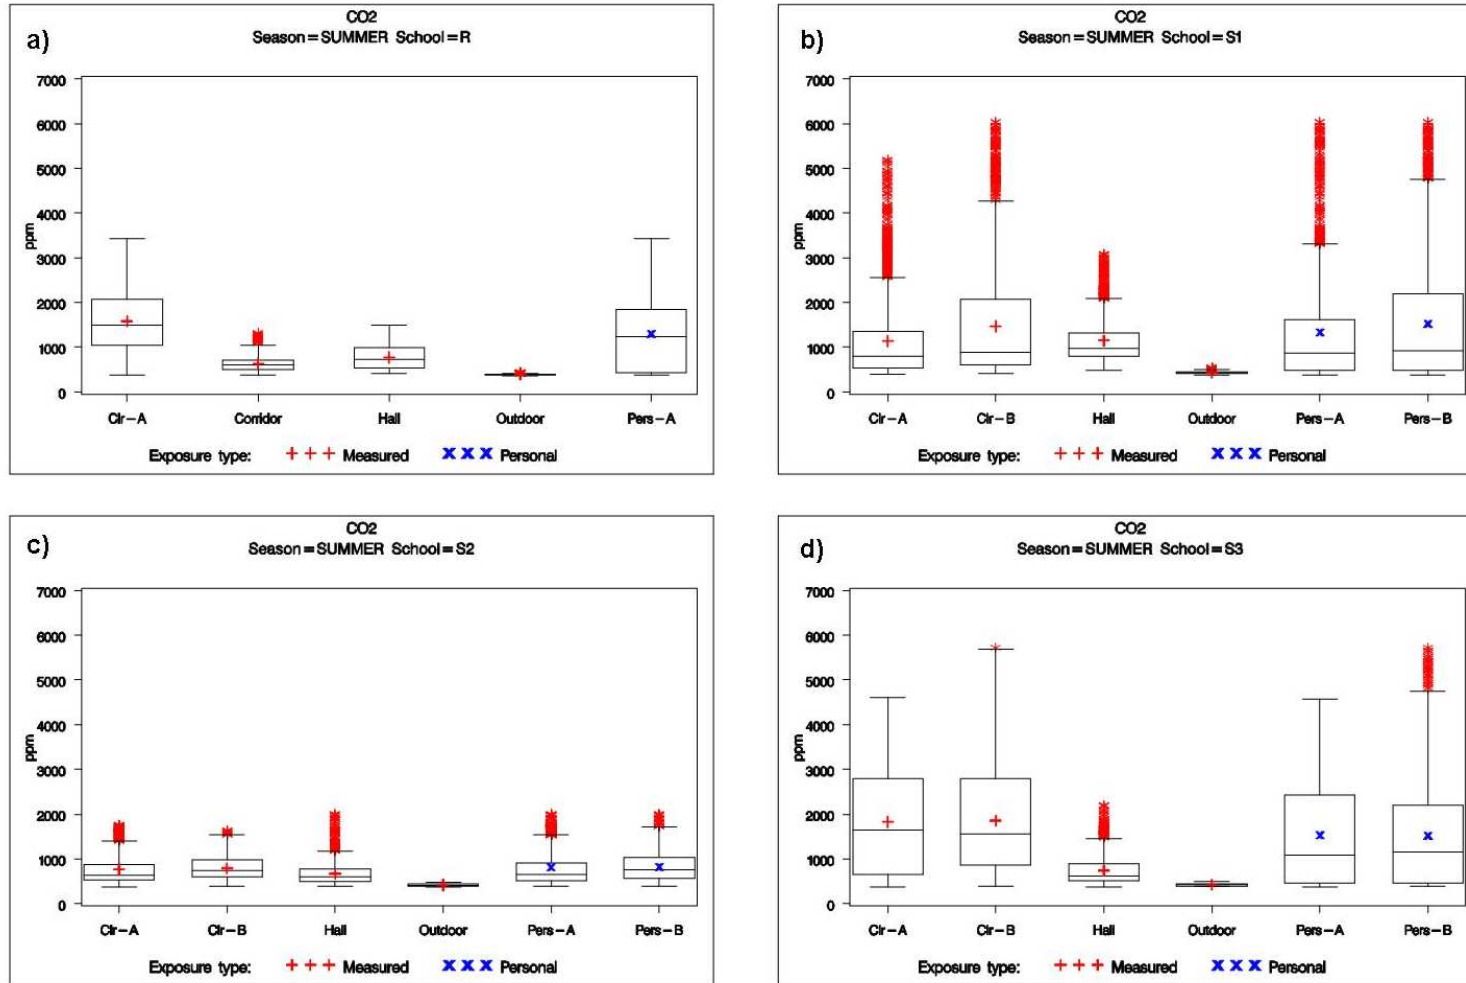 CO2
Season=SUMMER School=R
a)
7000
6000
5000
4000
3000
2000
1000
0
ppm
Clr-A Corridor Hall Outdoor Pers-A
Exposure type: +++ Measured ××× Personal
CO2
Season=SUMMER School=S1
b)
7000
6000
5000
4000
3000
2000
1000
0
ppm
Clr-A Clr-B Hall Outdoor Pers-A Pers-B
Exposure type: +++ Measured ××× Personal
CO2
Season=SUMMER School=S2
c)
7000
6000
5000
4000
3000
2000
1000
0
ppm
Clr-A Clr-B Hall Outdoor Pers-A Pers-B
Exposure type: +++ Measured ××× Personal
CO2
Season=SUMMER School=S3
d)
7000
6000
5000
4000
3000
2000
1000
0
ppm
Clr-A Clr-B Hall Outdoor Pers-A Pers-B
Exposure type: +++ Measured ××× Personal